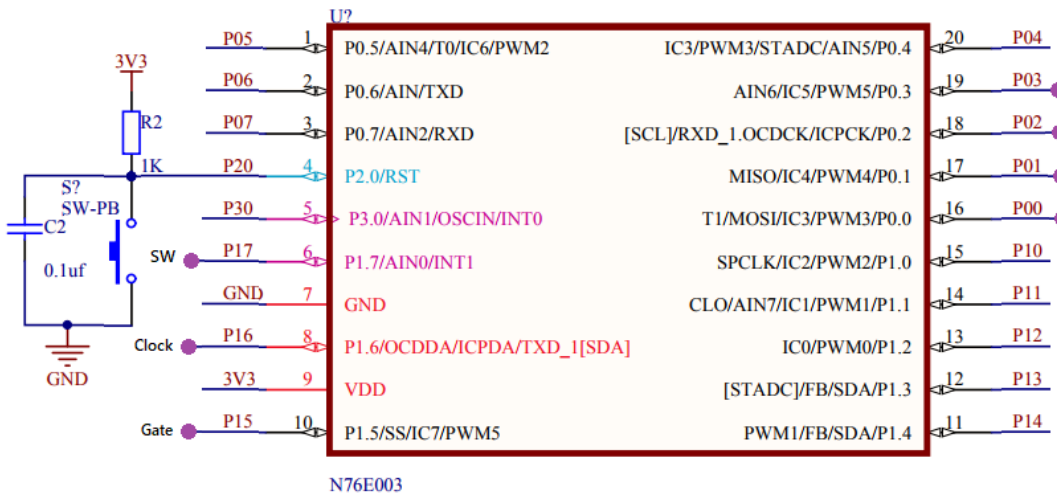 U?
P05 1 P0.5/AIN4/T0/IC6/PWM2 IC3/PWM3/STADC/AIN5/P0.4 20 P04
3V3
P06 2 P0.6/AIN/TXD AIN6/IC5/PWM5/P0.3 19 P03
R2
P07 3 P0.7/AIN2/RXD [SCL]/RXD_1.OCDCK/ICPCK/P0.2 18 P02
1K
P20 4 P2.0/RST MISO/IC4/PWM4/P0.1 17 P01
S?
SW-PB
P30 5 P3.0/AIN1/OSCIN/INT0 T1/MOSI/IC3/PWM3/P0.0 16 P00
C2
SW P17 6 P1.7/AIN0/INT1 SPCLK/IC2/PWM2/P1.0 15 P10
0.1uf
GND 7 GND CLO/AIN7/IC1/PWM1/P1.1 14 P11
Clock P16 8 P1.6/OCDDA/ICPDA/TXD_1[SDA] IC0/PWM0/P1.2 13 P12
GND
3V3 9 VDD [STADC]/FB/SDA/P1.3 12 P13
Gate P15 10 P1.5/SS/IC7/PWM5 PWM1/FB/SDA/P1.4 11 P14
N76E003